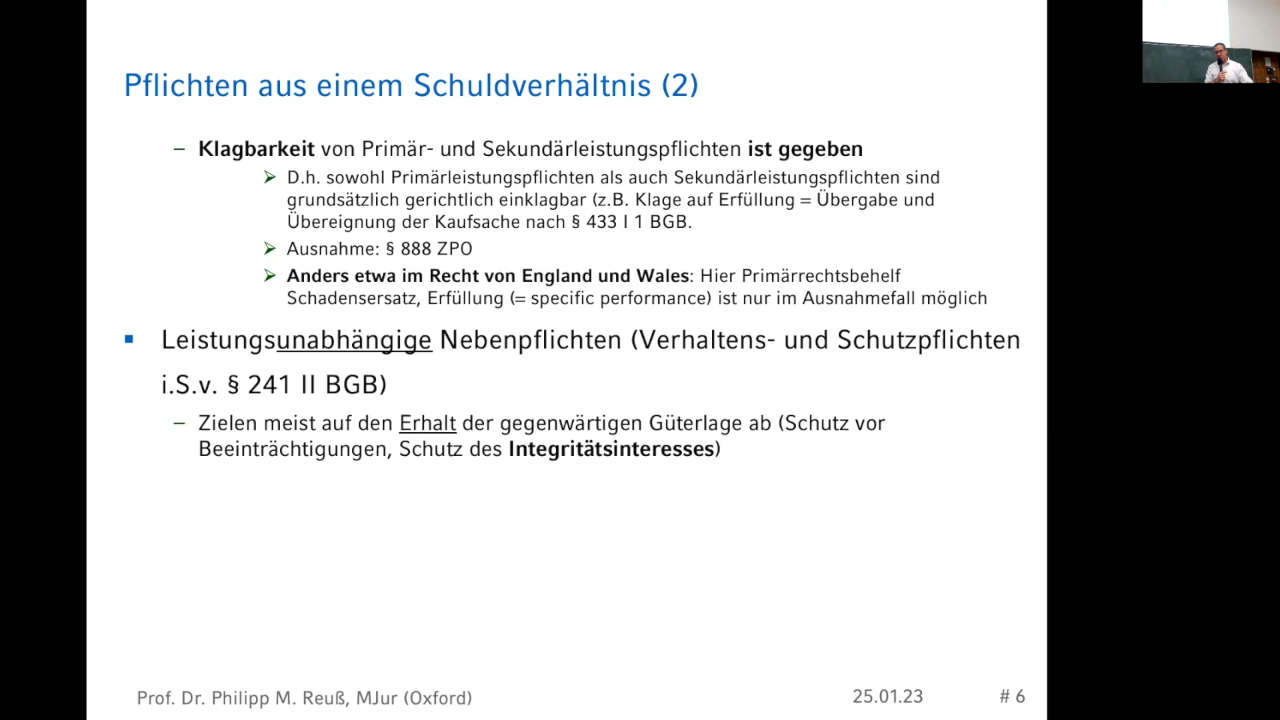 Pflichten aus einem Schuldverhältnis (2)
– Klagbarkeit von Primär- und Sekundärleistungspflichten ist gegeben
➢ D.h. sowohl Primärleistungspflichten als auch Sekundärleistungspflichten sind
grundsätzlich gerichtlich einklagbar (z.B. Klage auf Erfüllung = Übergabe und
Übereignung der Kaufsache nach § 433 I 1 BGB.
➢ Ausnahme: § 888 ZPO
➢ Anders etwa im Recht von England und Wales: Hier Primärrechtsbehelf
Schadensersatz, Erfüllung (= specific performance) ist nur im Ausnahmefall möglich
▪ Leistungsunabhängige Nebenpflichten (Verhaltens- und Schutzpflichten
i.S.v. § 241 II BGB)
– Zielen meist auf den Erhalt der gegenwärtigen Güterlage ab (Schutz vor
Beeinträchtigungen, Schutz des Integritätsinteresses)
Prof. Dr. Philipp M. Reuß, MJur (Oxford) 25.01.23 # 6